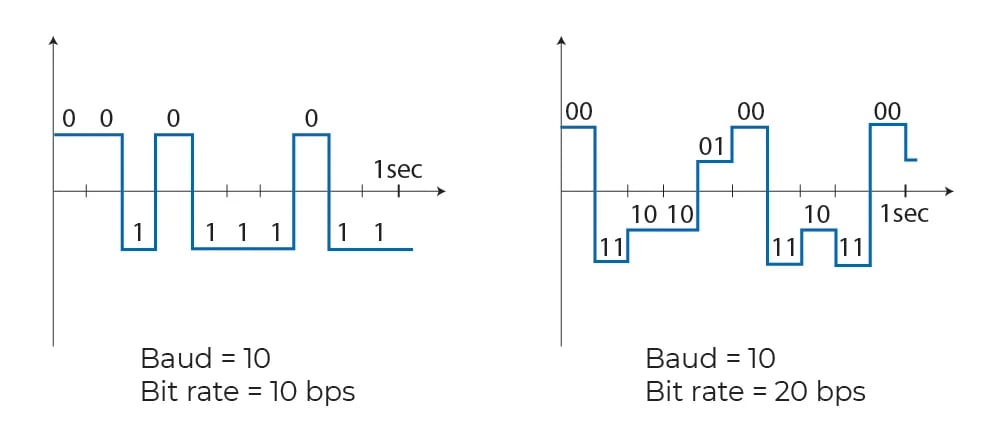 0 0 0 0
1sec
1 1 1 1 1 1
Baud = 10
Bit rate = 10 bps
00 00 00
01
10 10 10 1sec
11 11 11
Baud = 10
Bit rate = 20 bps